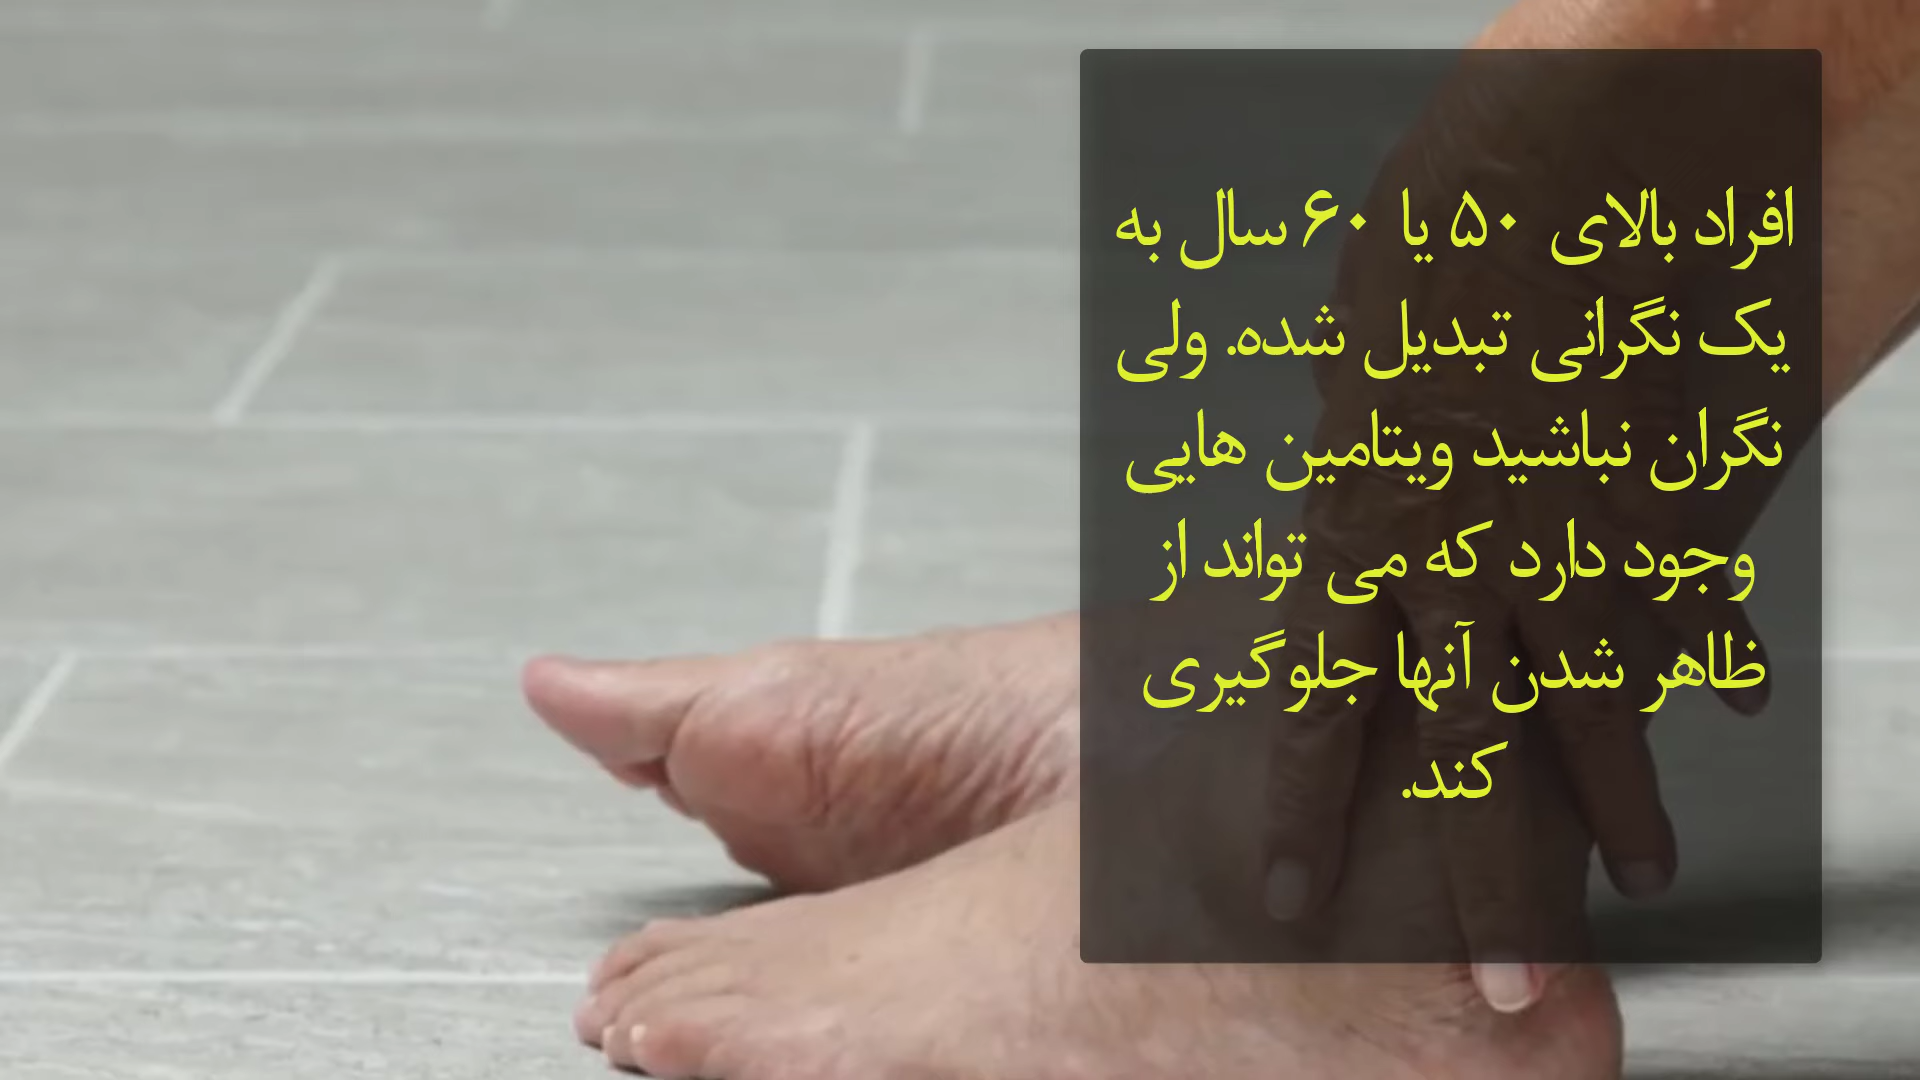 افراد بالای ۵۰ یا ۶۰ سال به
یک نگرانی تبدیل شده. ولی
نگران نباشید ویتامین هایی
وجود دارد که می تواند از
ظاهر شدن آنها جلوگیری
کند.